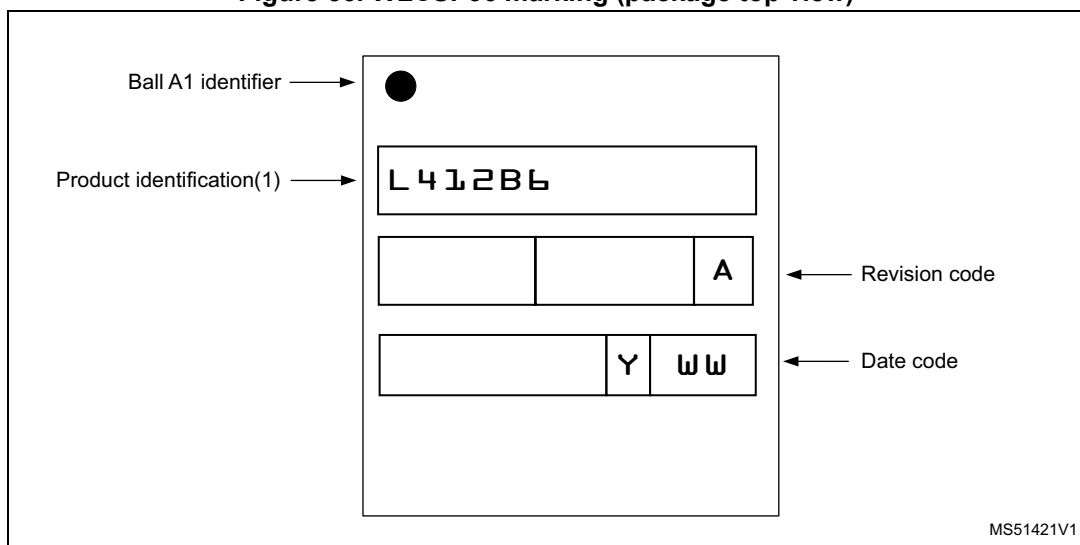 Ball A1 identifier
Product identification(1)
L412B6
A
Revision code
Y WW
Date code
MS51421V1